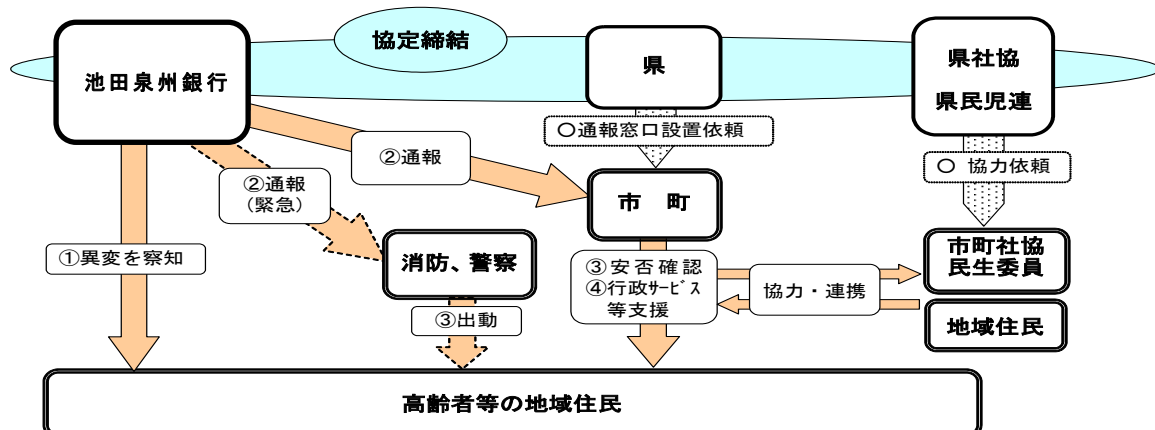 協定締結
池田泉州銀行
県
県社協
県民児連
○通報窓口設置依頼
②通報
○ 協力依頼
②通報
(緊急)
市 町
①異変を察知
消防、警察
市町社協
民生委員
③安否確認
④行政ｻｰﾋﾞｽ
等支援
協力・連携
③出動
地域住民
高齢者等の地域住民